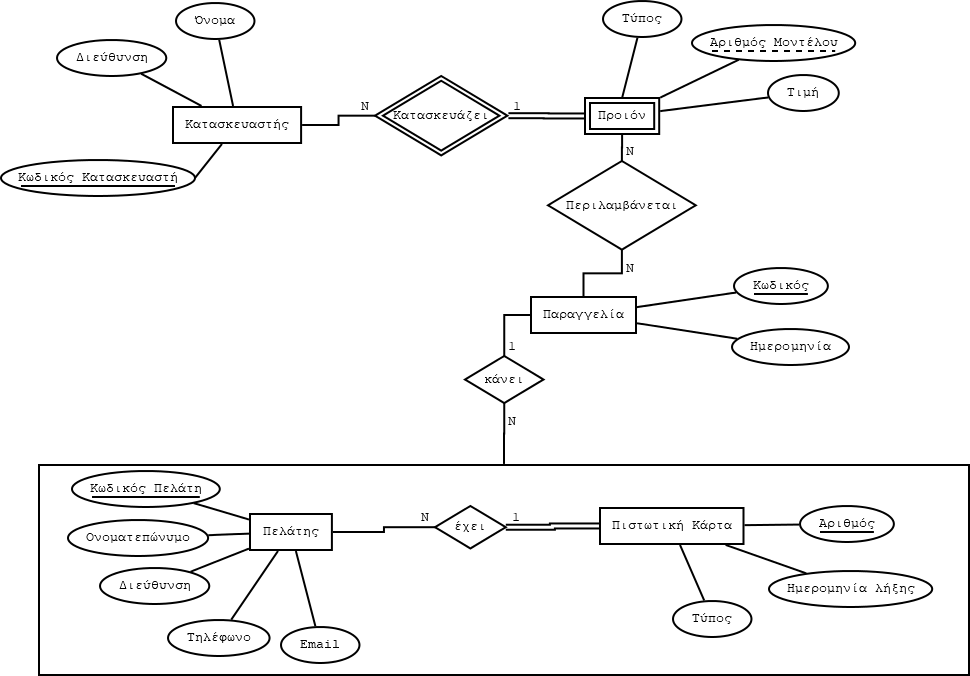 Όνομα
Διεύθυνση
Κατασκευαστής
Κωδικός Κατασκευαστή
N
Κατασκευάζει
1
Τύπος
Αριθμός Μοντέλου
Τιμή
Προιόν
N
Περιλαμβάνεται
N
Παραγγελία
Κωδικός
Ημερομηνία
1
κάνει
N
Κωδικός Πελάτη
Ονοματεπώνυμο
Διεύθυνση
Τηλέφωνο
Email
Πελάτης
N
έχει
1
Πιστωτική Κάρτα
Αριθμός
Ημερομηνία λήξης
Τύπος